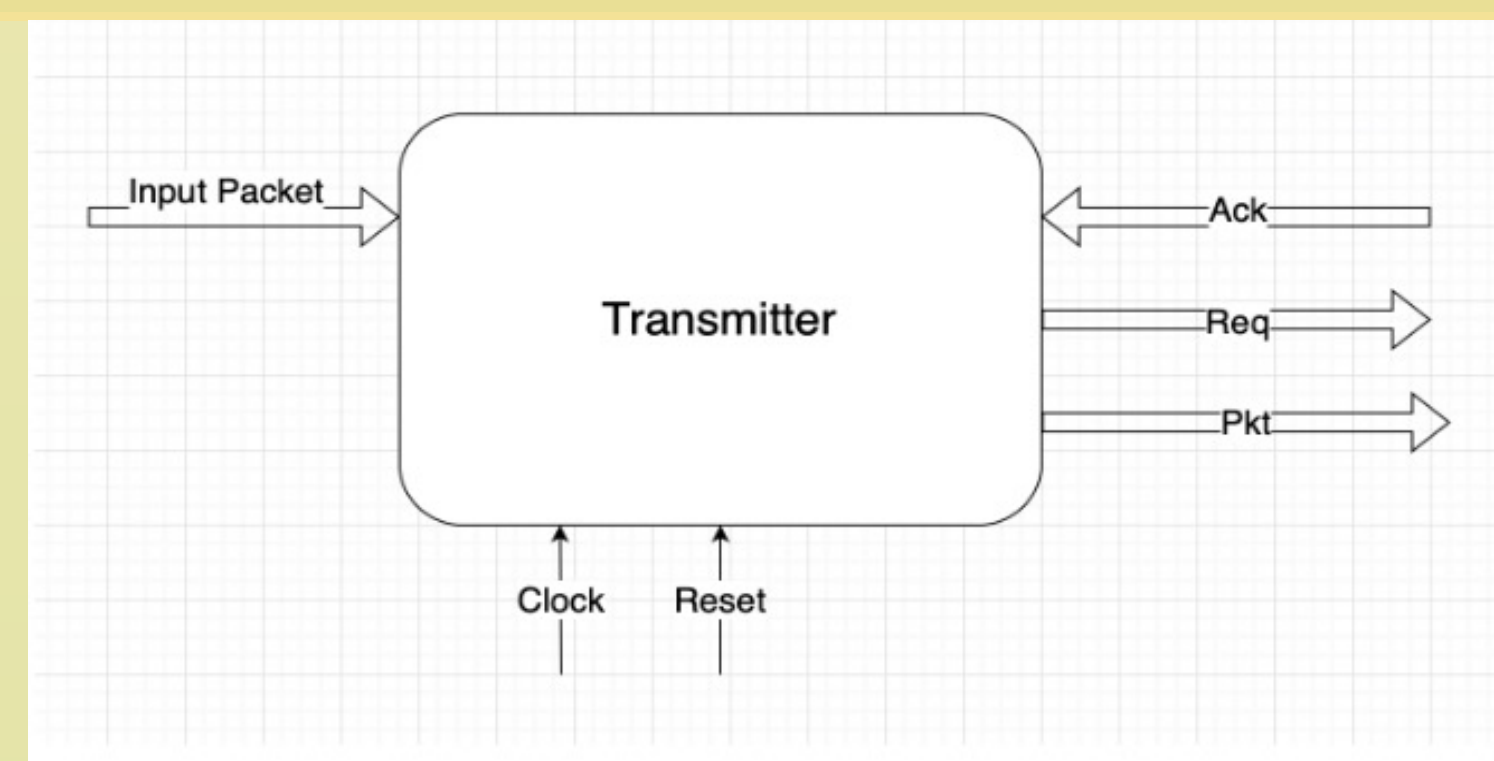 Input Packet
Ack
Transmitter
Req
Pkt
Clock
Reset